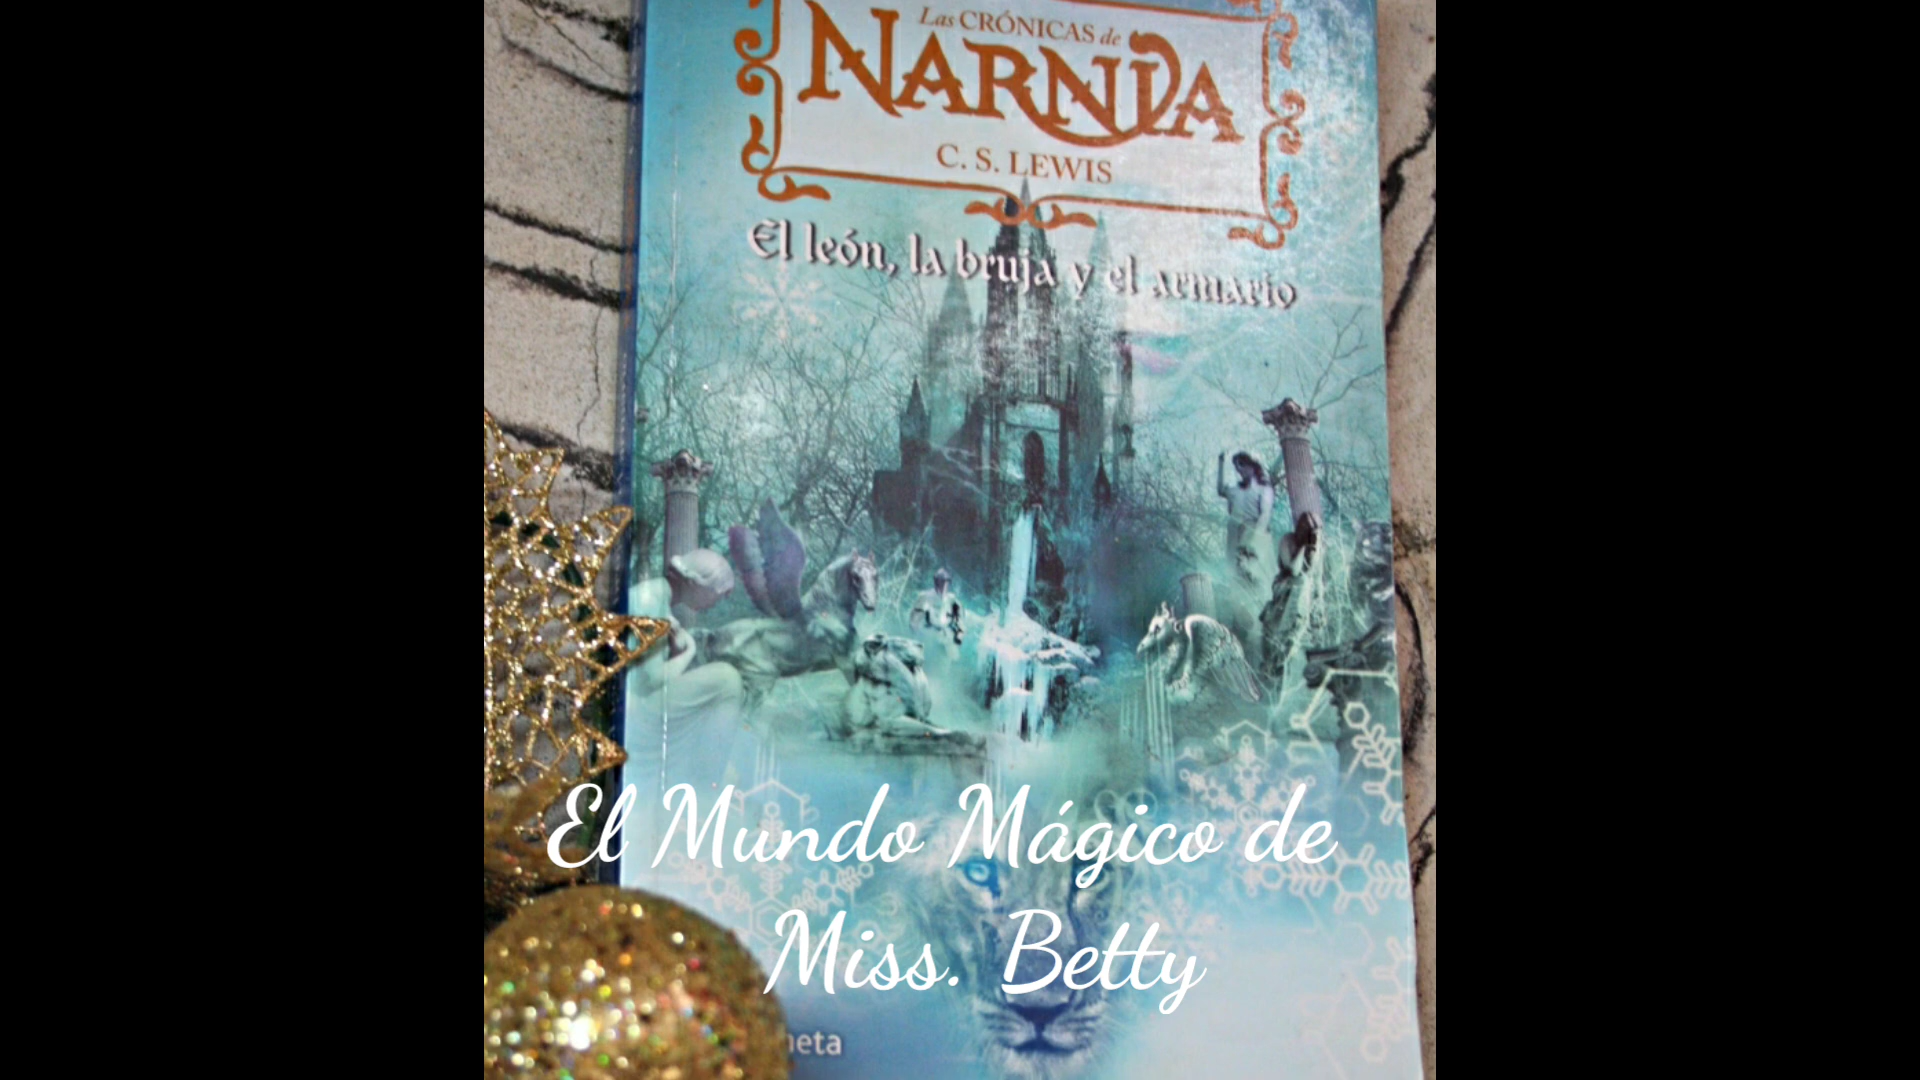 Las CRÓNICAS de
NARNIA
C. S. LEWIS
El león, la bruja y el armario
El Mundo Mágico de
Miss. Betty